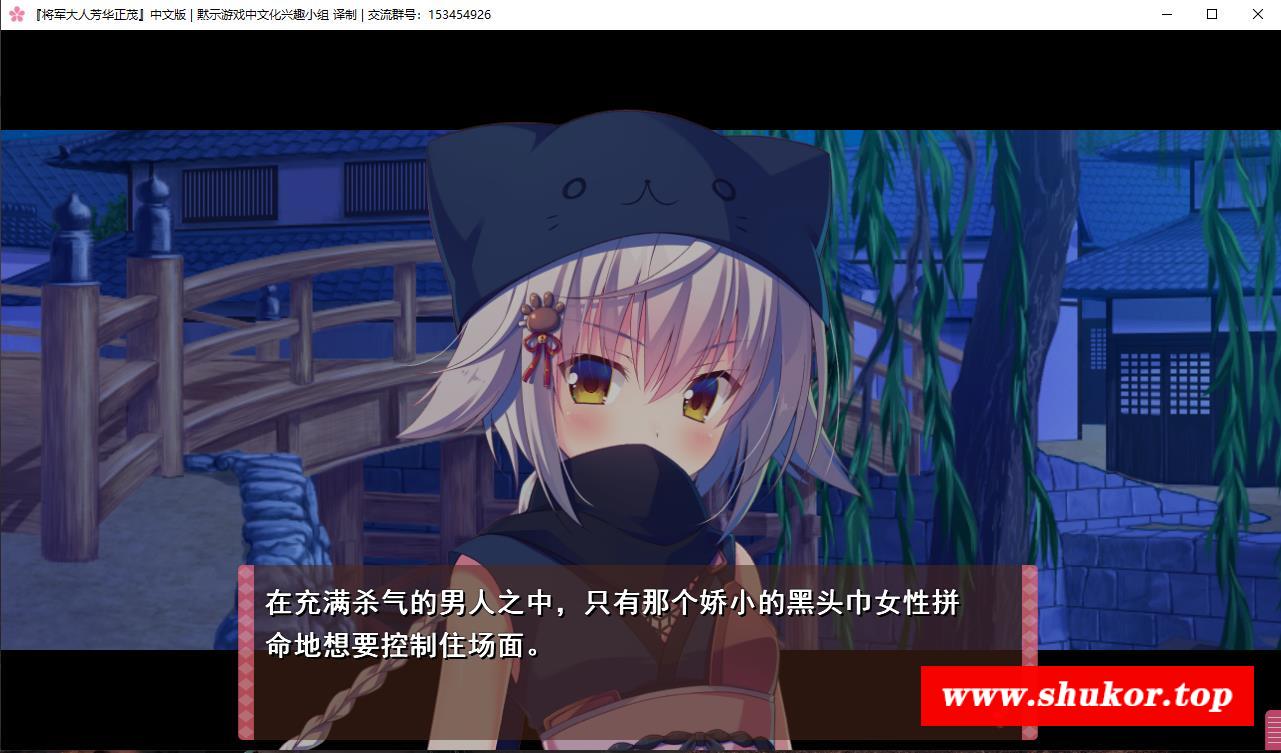 『将军大人芳华正茂』中文版 | 默示游戏中文化兴趣小组 译制 | 交流群号：153454926
在充满杀气的男人之中，只有那个娇小的黑头巾女性拼
命地想要控制住场面。
www.shukor.top